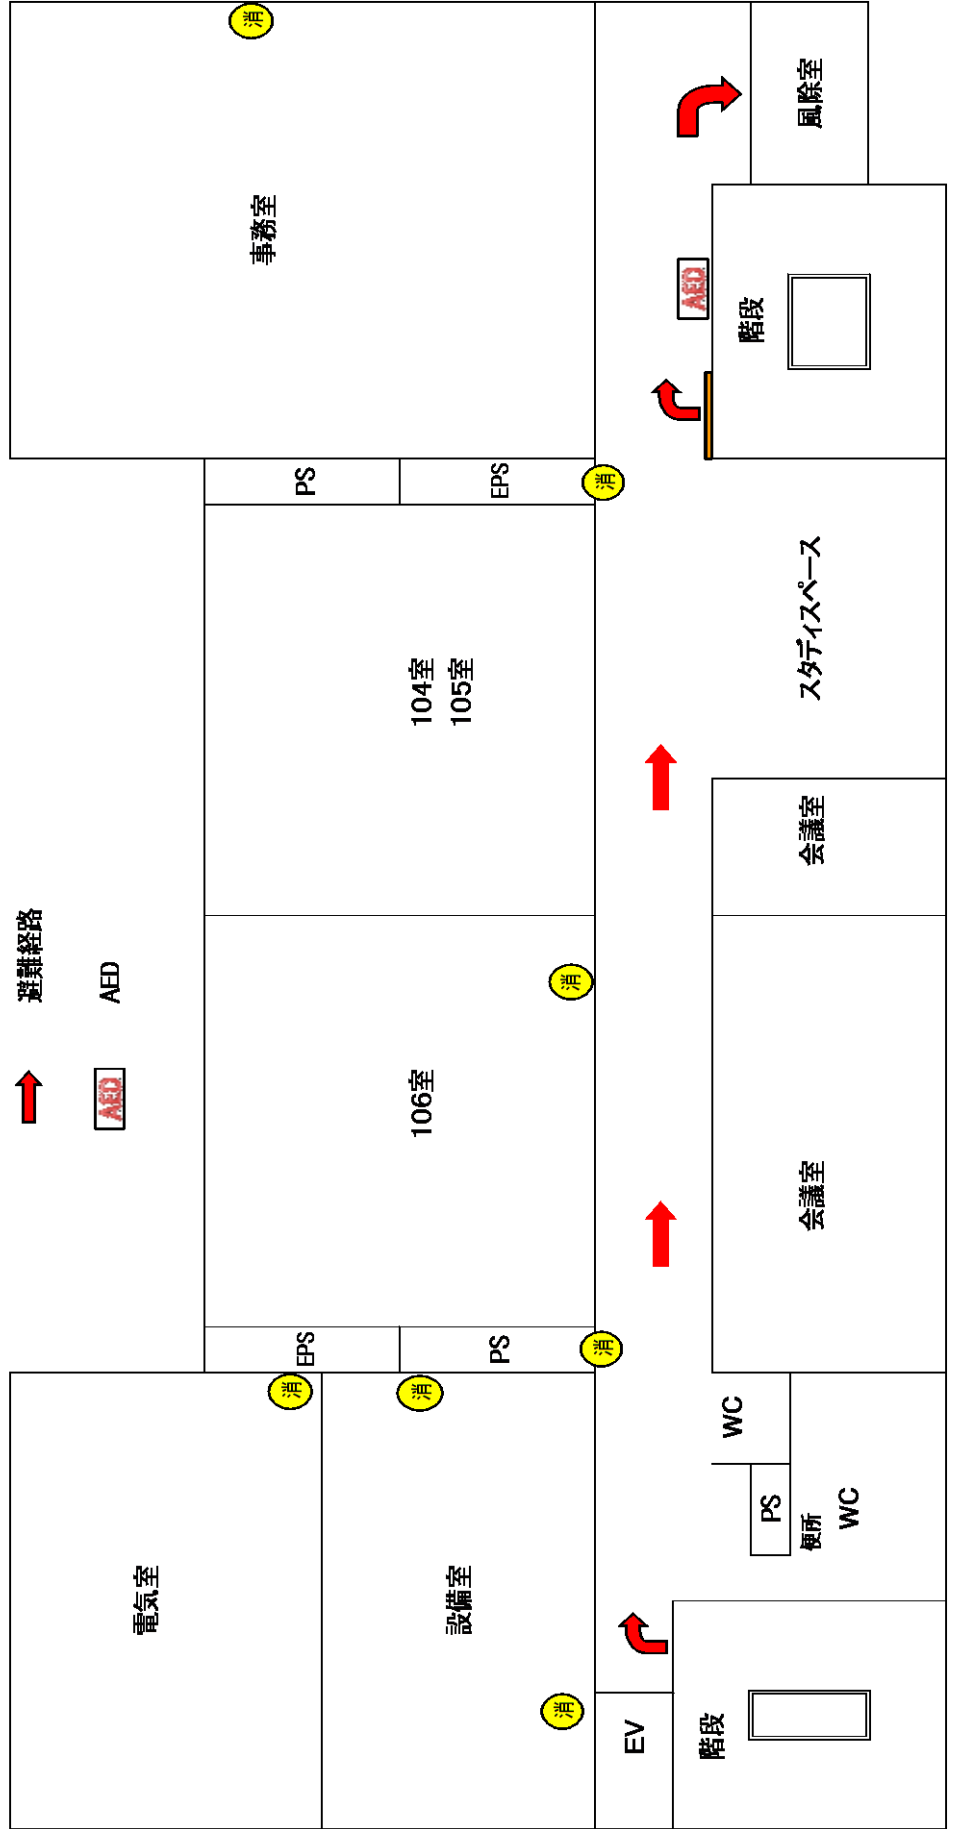 避難経路
AED
AED
電気室
消
EPS
消
PS
設備室
消
消
106室
消
104室
105室
PS
EPS
消
事務室
消
EV
階段
WC
PS
便所
WC
会議室
会議室
スタディスペース
AED
階段
風除室